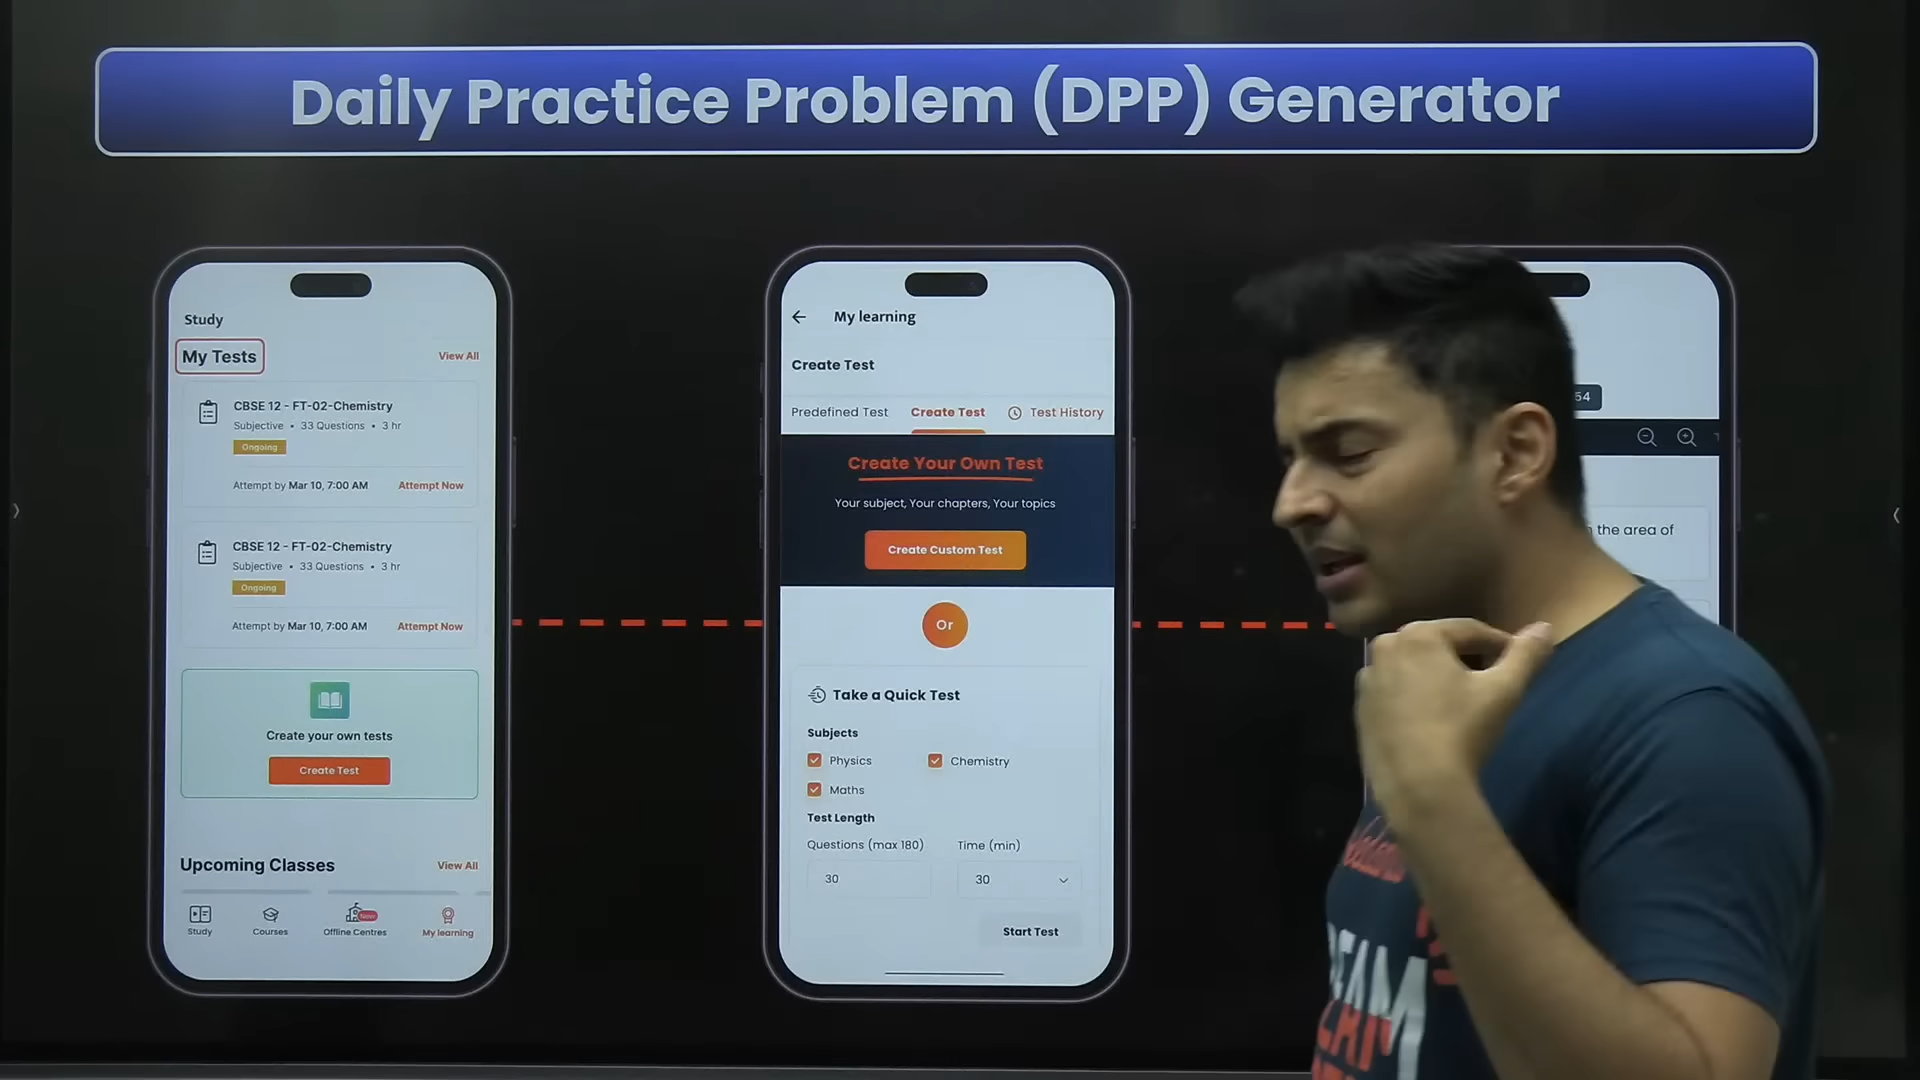 Daily Practice Problem (DPP) Generator
Study
My Tests
View All
CBSE 12 - FT-02-Chemistry
Subjective • 33 Questions • 3 hr
Ongoing
Attempt by Mar 10, 7:00 AM
Attempt Now
CBSE 12 - FT-02-Chemistry
Subjective • 33 Questions • 3 hr
Ongoing
Attempt by Mar 10, 7:00 AM
Attempt Now
Create your own tests
Create Test
Upcoming Classes
View All
Study
Courses
Offline Centres
New
My learning
My learning
Create Test
Predefined Test
Create Test
Test History
Create Your Own Test
Your subject, Your chapters, Your topics
Create Custom Test
Or
Take a Quick Test
Subjects
Physics
Chemistry
Maths
Test Length
Questions (max 180)
Time (min)
30
30
Start Test
54
the area of